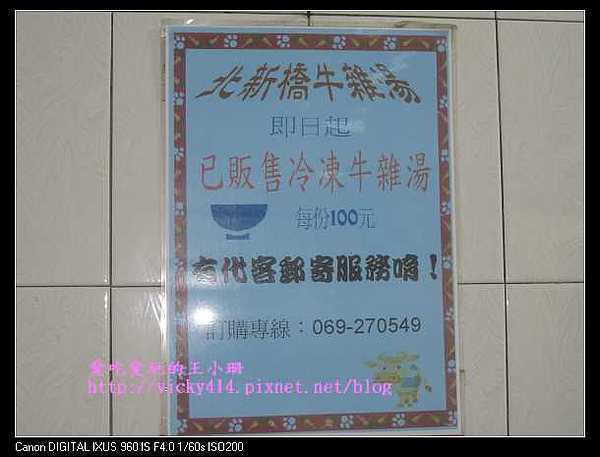 北新橋牛雜湯
即日起
已販售冷凍牛雜湯
每份100元
有代客郵寄服務唷！
訂購專線：069-270549
愛吃愛玩的王小珊
http://vicky414.pixnet.net/blog
Canon DIGITAL IXUS 960 IS F4.0 1/60s ISO200